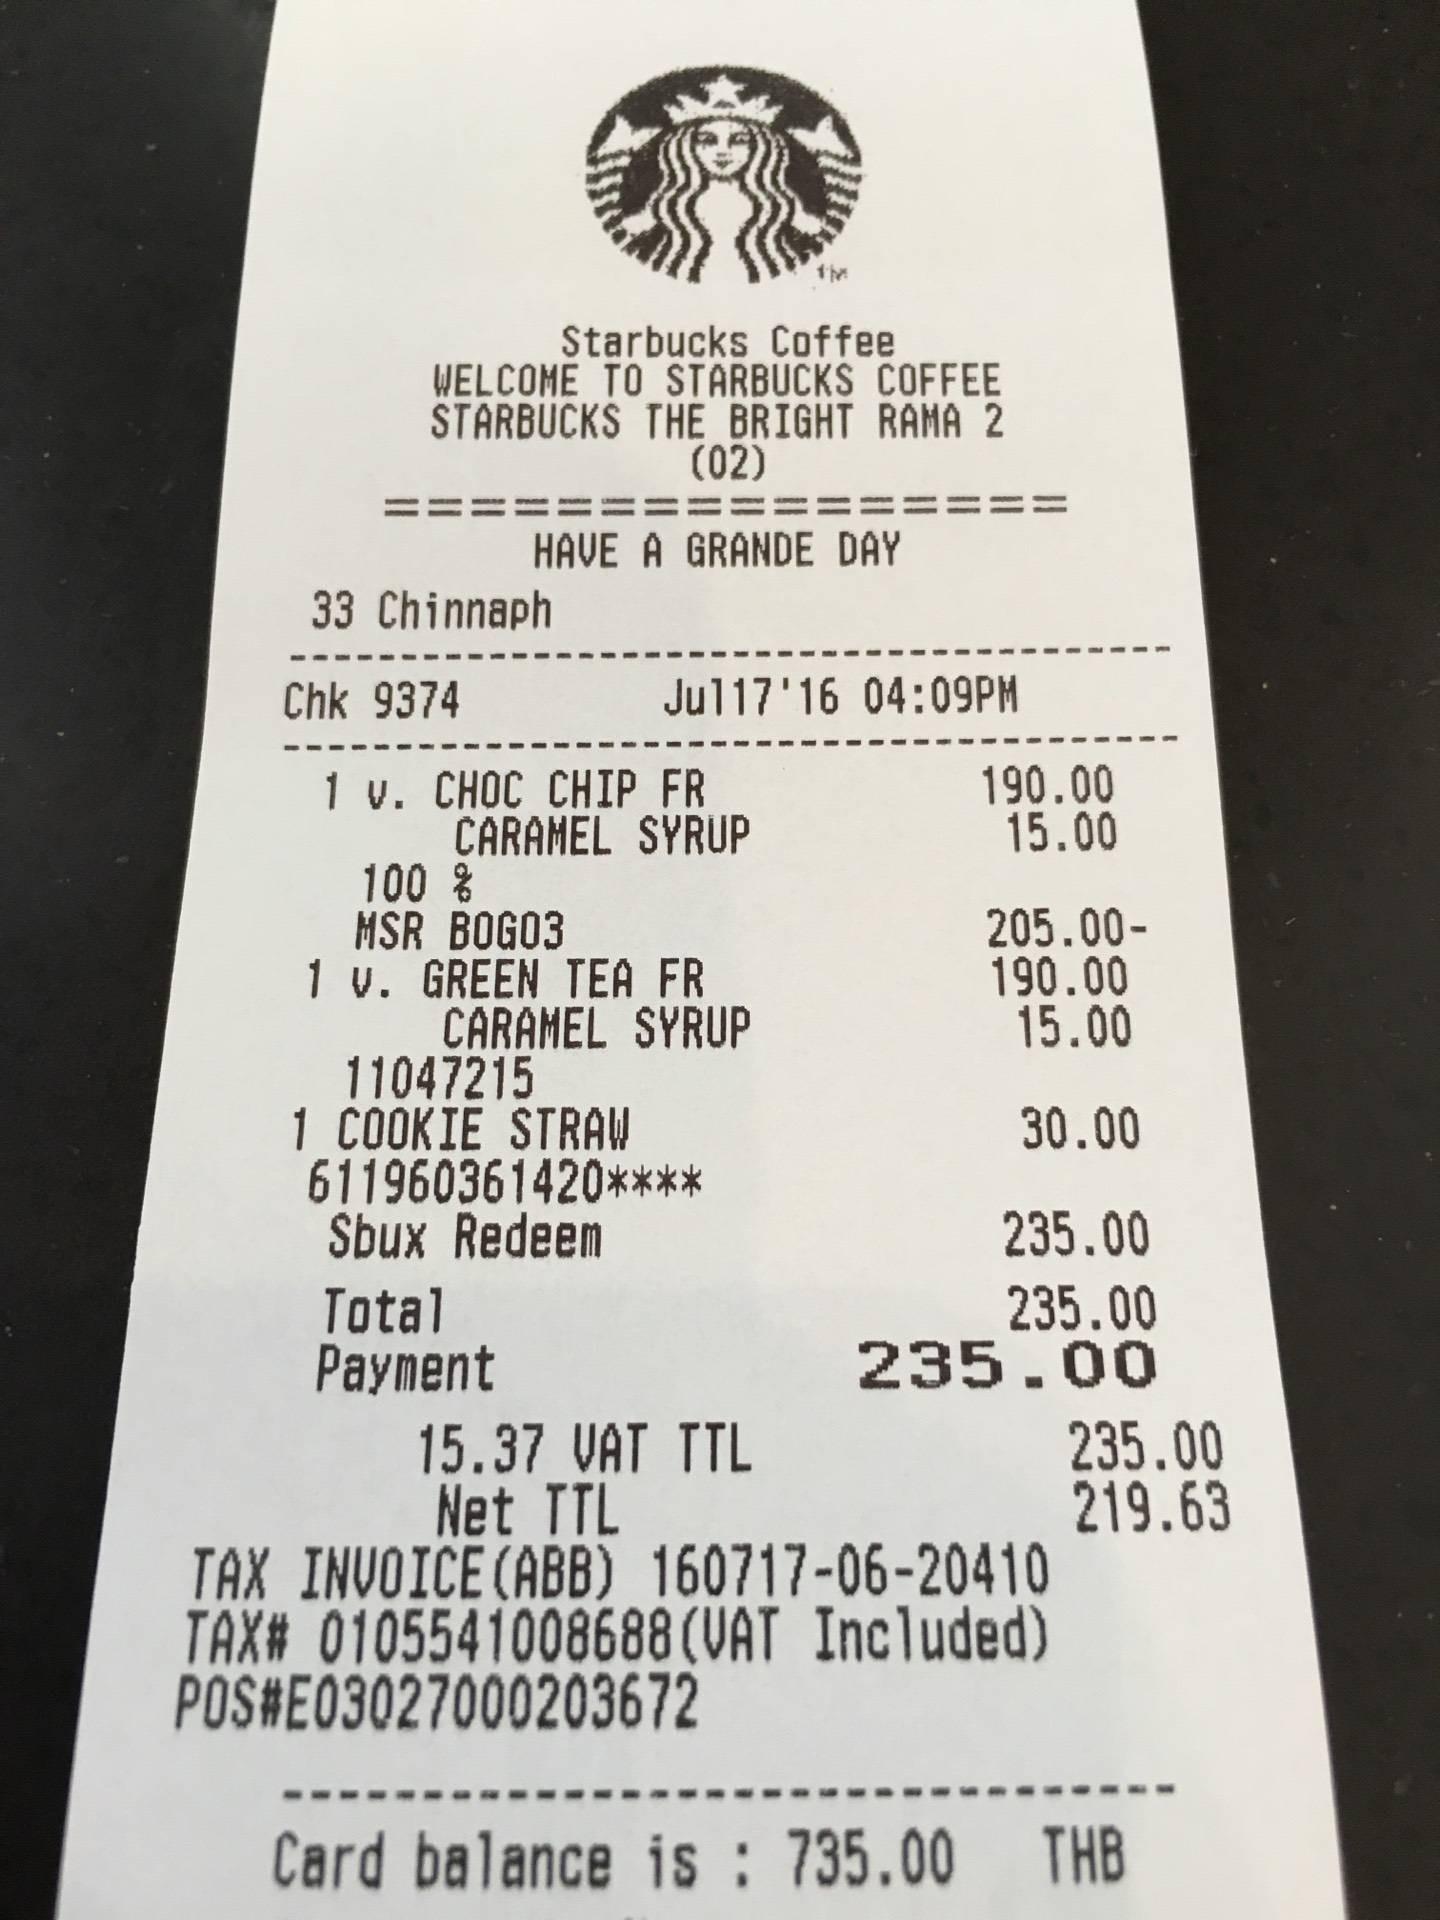 TM
Starbucks Coffee
WELCOME TO STARBUCKS COFFEE
STARBUCKS THE BRIGHT RAMA 2
(02)
================
HAVE A GRANDE DAY
33 Chinnaph
----------------------------------------
Chk 9374 Jul17'16 04:09PM
----------------------------------------
1 v. CHOC CHIP FR 190.00
CARAMEL SYRUP 15.00
100 %
MSR BOGO3 205.00-
1 v. GREEN TEA FR 190.00
CARAMEL SYRUP 15.00
11047215
1 COOKIE STRAW 30.00
611960361420****
Sbux Redeem 235.00
Total 235.00
Payment 235.00
15.37 VAT TTL 235.00
Net TTL 219.63
TAX INVOICE(ABB) 160717-06-20410
TAX# 0105541008688(VAT Included)
POS#E03027000203672
--------------------------------
Card balance is : 735.00 THB